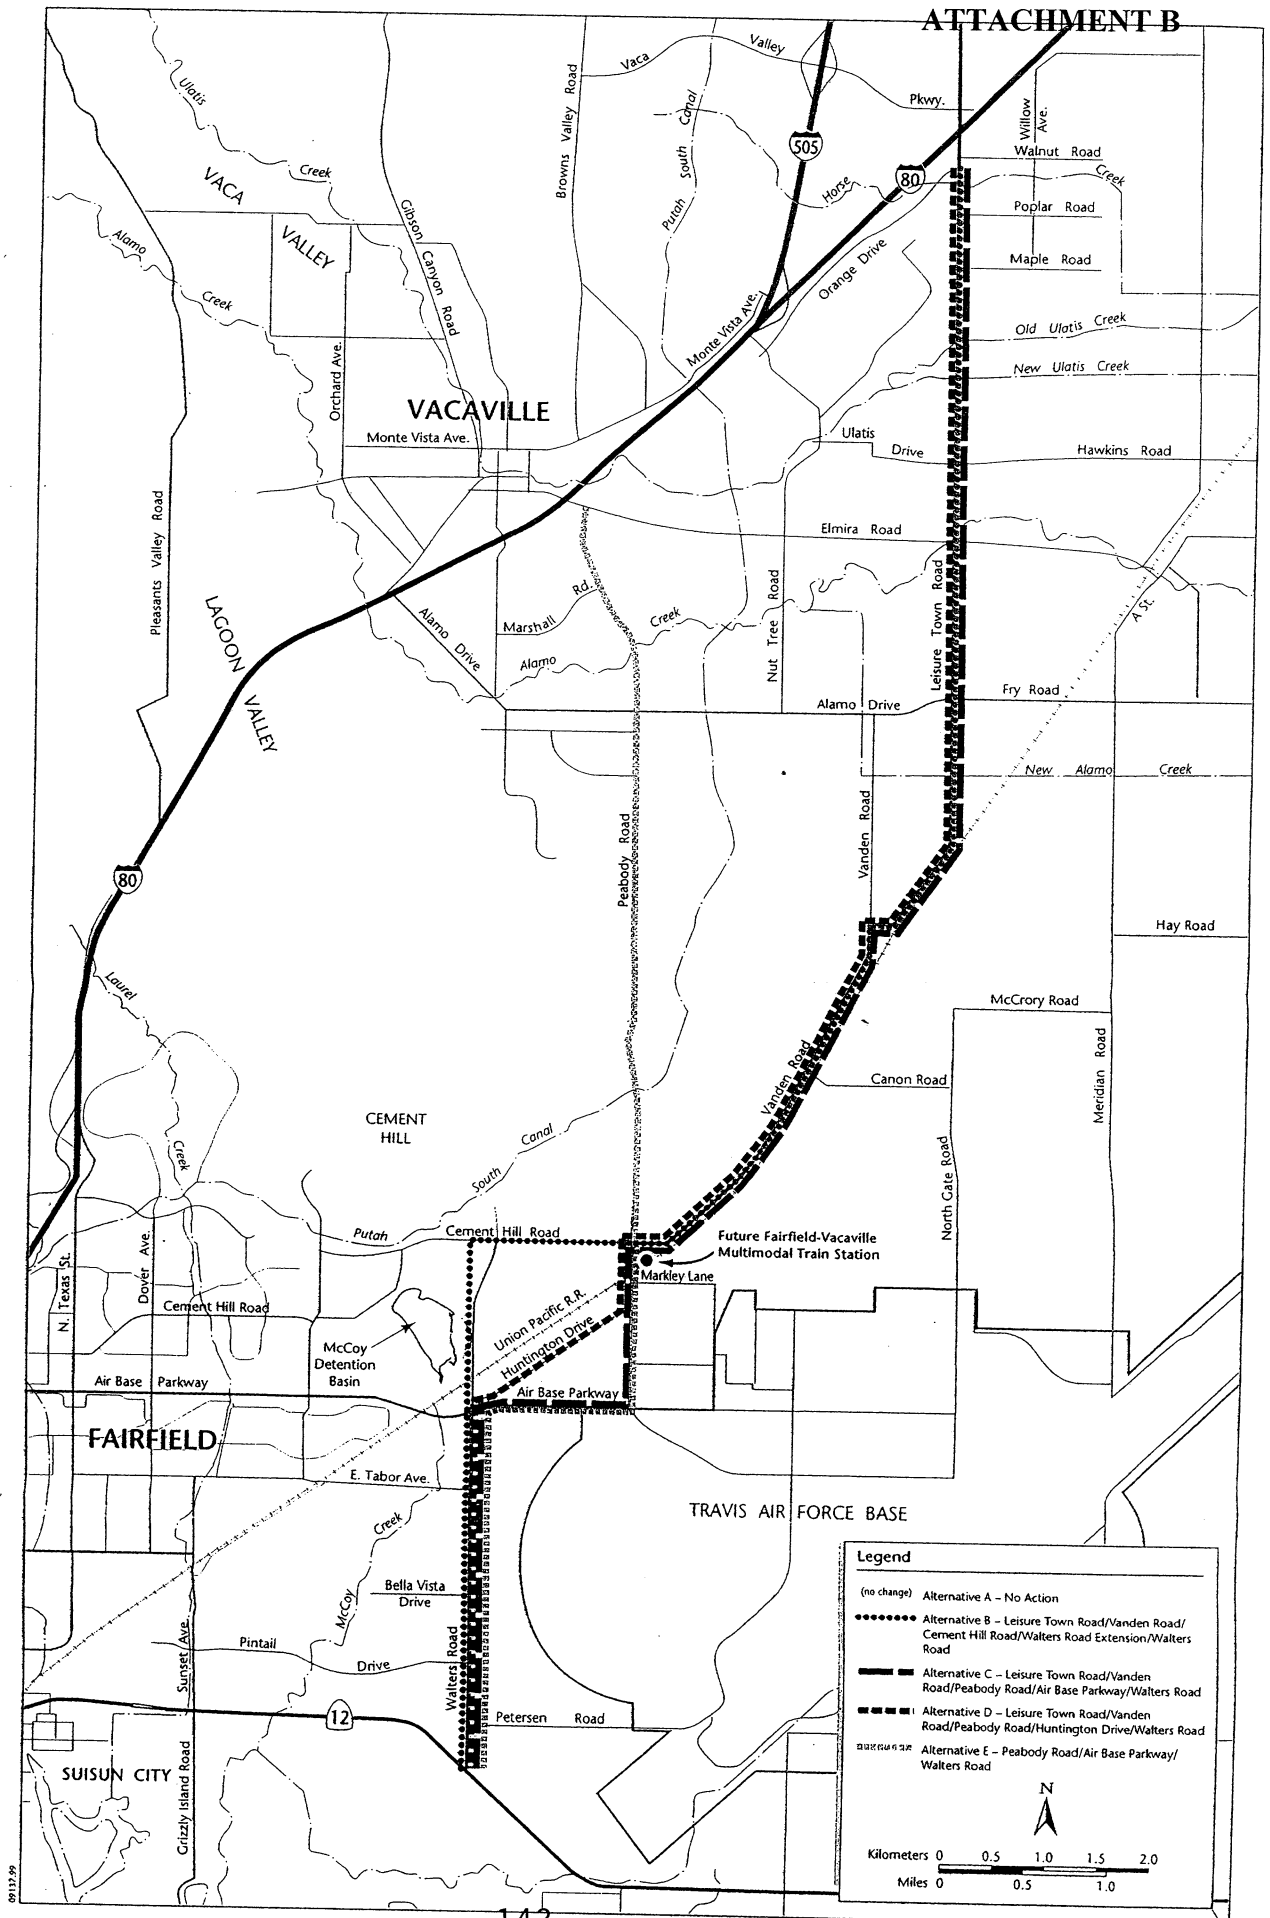 ATTACHMENT B
Vaca
Valley
Pkwy.
Browns Valley Road
South Canal
Putah
505
80
Horse
Creek
Willow
Ave.
Walnut Road
Poplar Road
Maple Road
Ulatis
Creek
VACA
VALLEY
Alamo
Creek
Gibson Canyon Road
Orange Drive
Monte Vista Ave.
Old Ulatis Creek
New Ulatis Creek
Orchard Ave.
VACAVILLE
Monte Vista Ave.
Ulatis
Drive
Hawkins Road
Elmira Road
Pleasants Valley Road
LAGOON
VALLEY
Alamo Drive
Marshall
Rd.
Alamo
Creek
Nut Tree Road
Leisure Town Road
A St.
Fry Road
Alamo Drive
New Alamo Creek
Peabody Road
Vanden Road
80
Hay Road
Laurel
Creek
McCrory Road
Meridian Road
Canon Road
Vanden Road
North Gate Road
CEMENT
HILL
Putah
South
Canal
Cement Hill Road
Future Fairfield-Vacaville
Multimodal Train Station
Markley Lane
N. Texas St.
Dover Ave.
Cement Hill Road
McCoy
Detention
Basin
Union Pacific R.R.
Huntington Drive
Air Base Parkway
Air Base Parkway
FAIRFIELD
E. Tabor Ave.
TRAVIS AIR FORCE BASE
McCoy
Creek
Bella Vista
Drive
Pintail
Drive
Sunset Ave.
Walters Road
12
Petersen Road
SUISUN CITY
Grizzly Island Road
Legend
(no change) Alternative A – No Action
Alternative B – Leisure Town Road/Vanden Road/
Cement Hill Road/Walters Road Extension/Walters
Road
Alternative C – Leisure Town Road/Vanden
Road/Peabody Road/Air Base Parkway/Walters Road
Alternative D – Leisure Town Road/Vanden
Road/Peabody Road/Huntington Drive/Walters Road
Alternative E – Peabody Road/Air Base Parkway/
Walters Road
N
Kilometers 0 0.5 1.0 1.5 2.0
Miles 0 0.5 1.0
09137.99